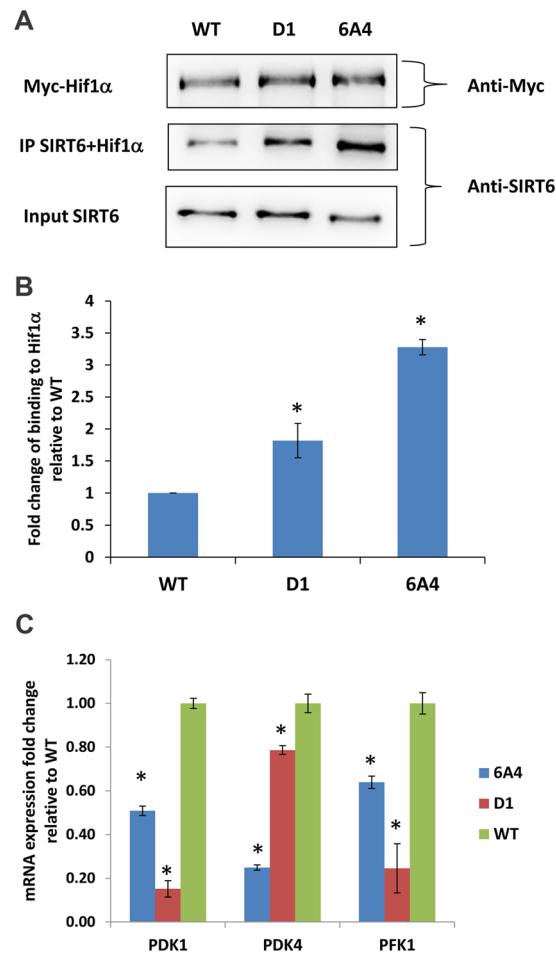 A
WT D1 6A4
Myc-Hif1α Anti-Myc
IP SIRT6+Hif1α
Anti-SIRT6
Input SIRT6
B
Fold change of binding to Hif1α
relative to WT
4
3.5
3
2.5
2
1.5
1
0.5
0
*
*
WT D1 6A4
C
mRNA expression fold change
relative to WT
1.20
1.00
0.80
0.60
0.40
0.20
0.00
*
*
*
*
*
*
6A4
D1
WT
PDK1 PDK4 PFK1